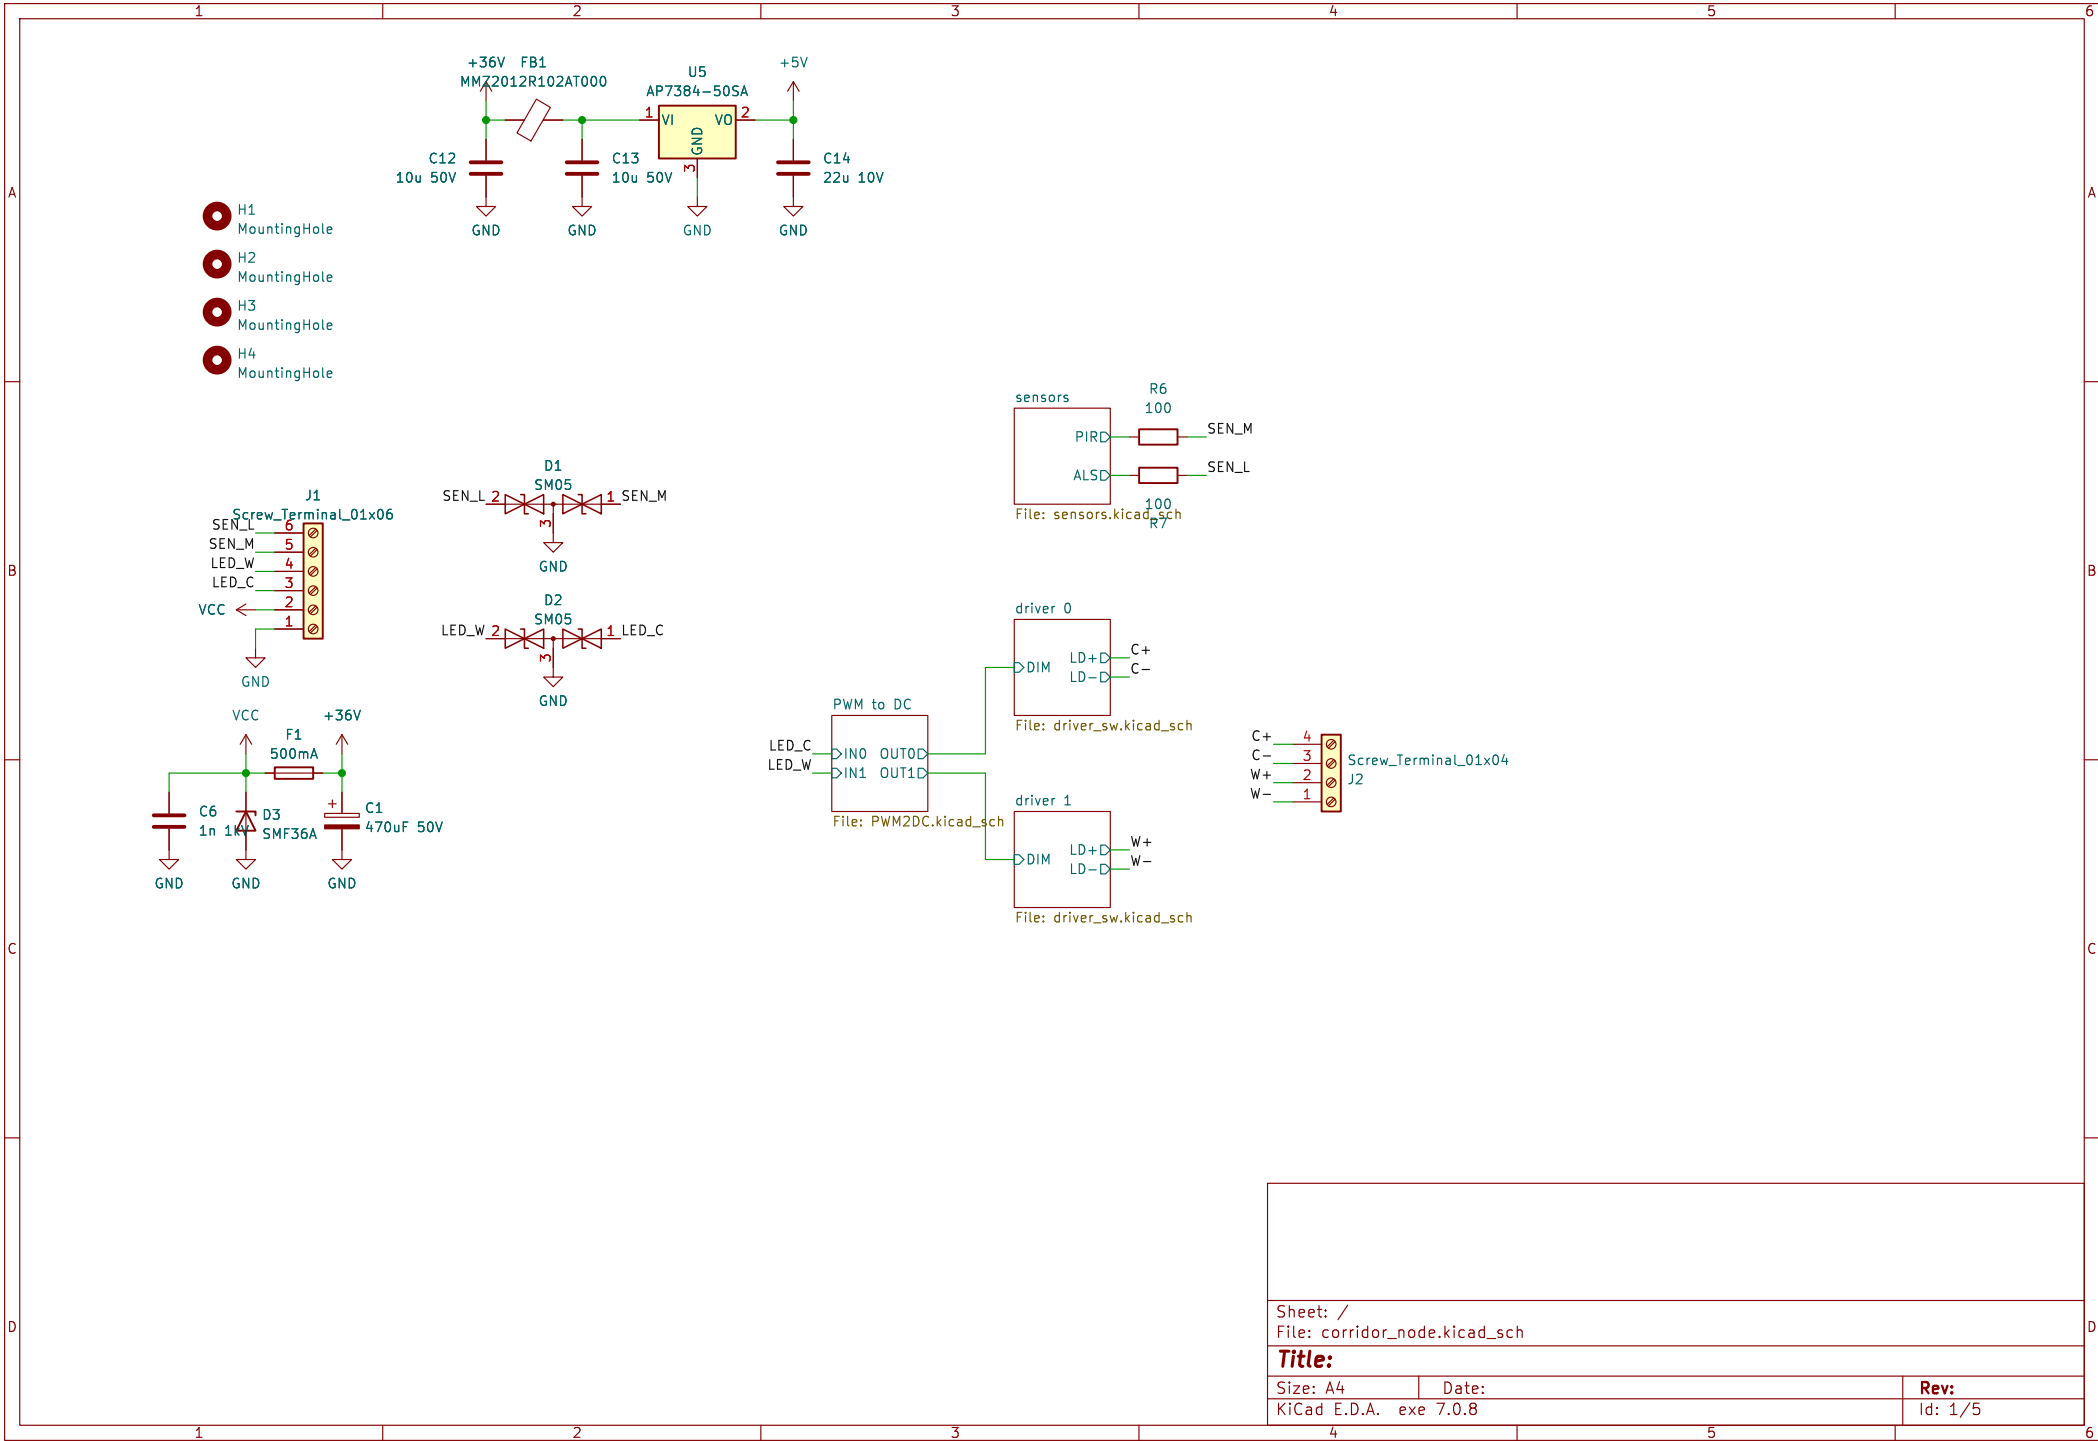 1 2 3 4 5 6
+36V FB1
MMZ2012R102AT000
U5
AP7384-50SA
+5V
1 VI VO 2
GND
3
C12
10u 50V
C13
10u 50V
C14
22u 10V
GND GND GND GND
A A
H1
MountingHole
H2
MountingHole
H3
MountingHole
H4
MountingHole
sensors
PIR
ALS
File: sensors.kicad_sch
R6
100
SEN_M
SEN_L
100
R7
J1
Screw_Terminal_01x06
SEN_L 6
SEN_M 5
LED_W 4
LED_C 3
VCC 2
1
GND
D1
SM05
SEN_L 2 1 SEN_M
3
GND
D2
SM05
LED_W 2 1 LED_C
3
GND
B B
driver 0
DIM
LD+ C+
LD- C-
File: driver_sw.kicad_sch
PWM to DC
LED_C IN0 OUT0
LED_W IN1 OUT1
File: PWM2DC.kicad_sch
driver 1
DIM
LD+ W+
LD- W-
File: driver_sw.kicad_sch
C+ 4
C- 3
W+ 2
W- 1
Screw_Terminal_01x04
J2
VCC +36V
F1
500mA
C6
1n 1kV
D3
SMF36A
+
C1
470uF 50V
GND GND GND
C C
D D
Sheet: /
File: corridor_node.kicad_sch
Title:
Size: A4 Date: Rev:
KiCad E.D.A. exe 7.0.8 Id: 1/5
1 2 3 4 5 6